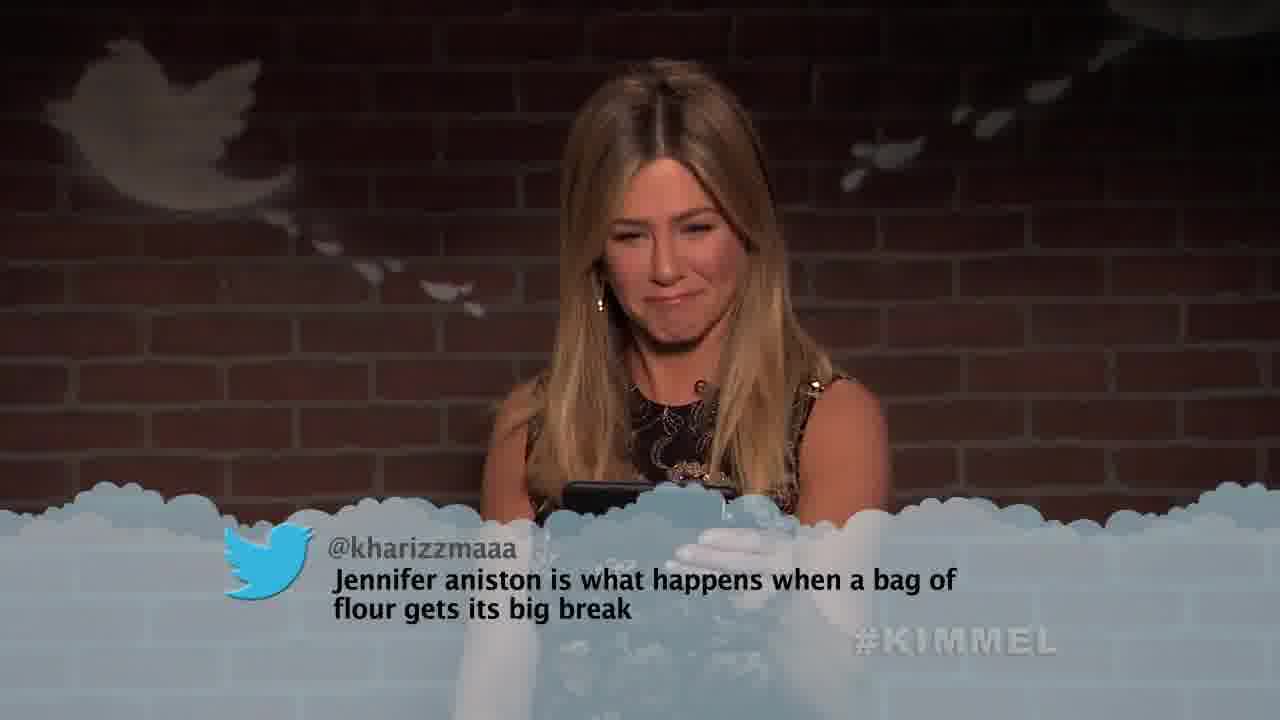 @kharizzmaaa
Jennifer aniston is what happens when a bag of
flour gets its big break
#KIMMEL